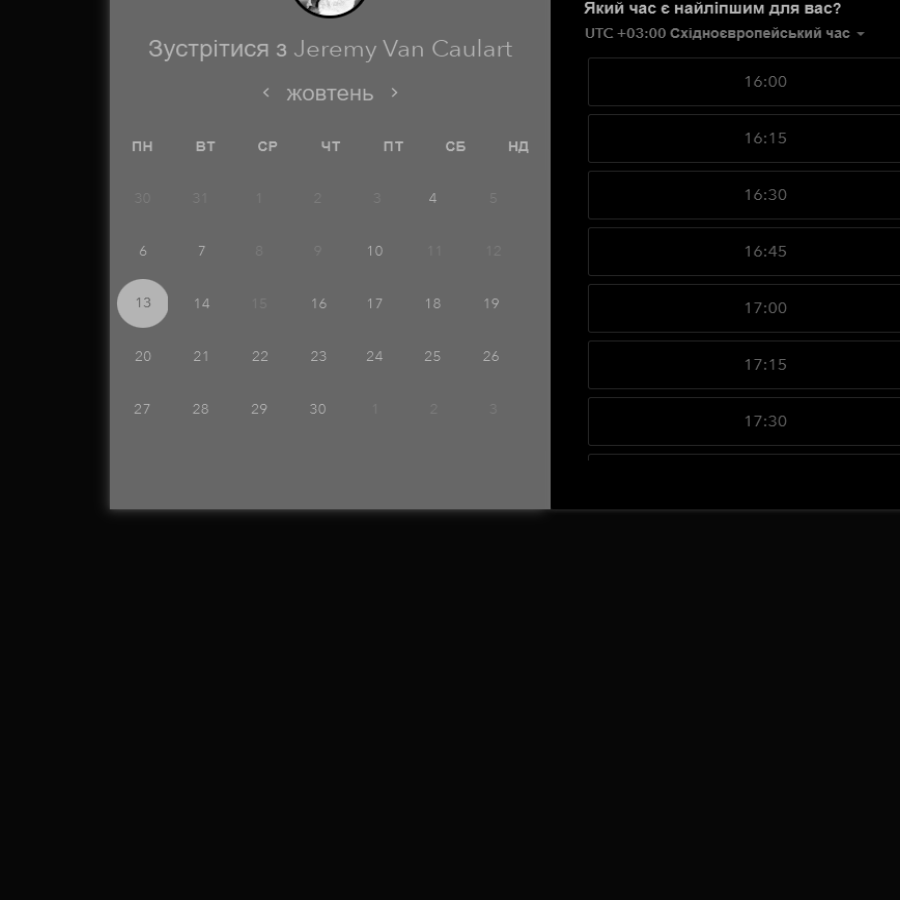 Зустрітися з Jeremy Van Caulart
жовтень
ПН ВТ СР ЧТ ПТ СБ НД
30 31 1 2 3 4 5
6 7 8 9 10 11 12
13 14 15 16 17 18 19
20 21 22 23 24 25 26
27 28 29 30 1 2 3
Який час є найліпшим для вас?
UTC +03:00 Східноєвропейський час
16:00
16:15
16:30
16:45
17:00
17:15
17:30